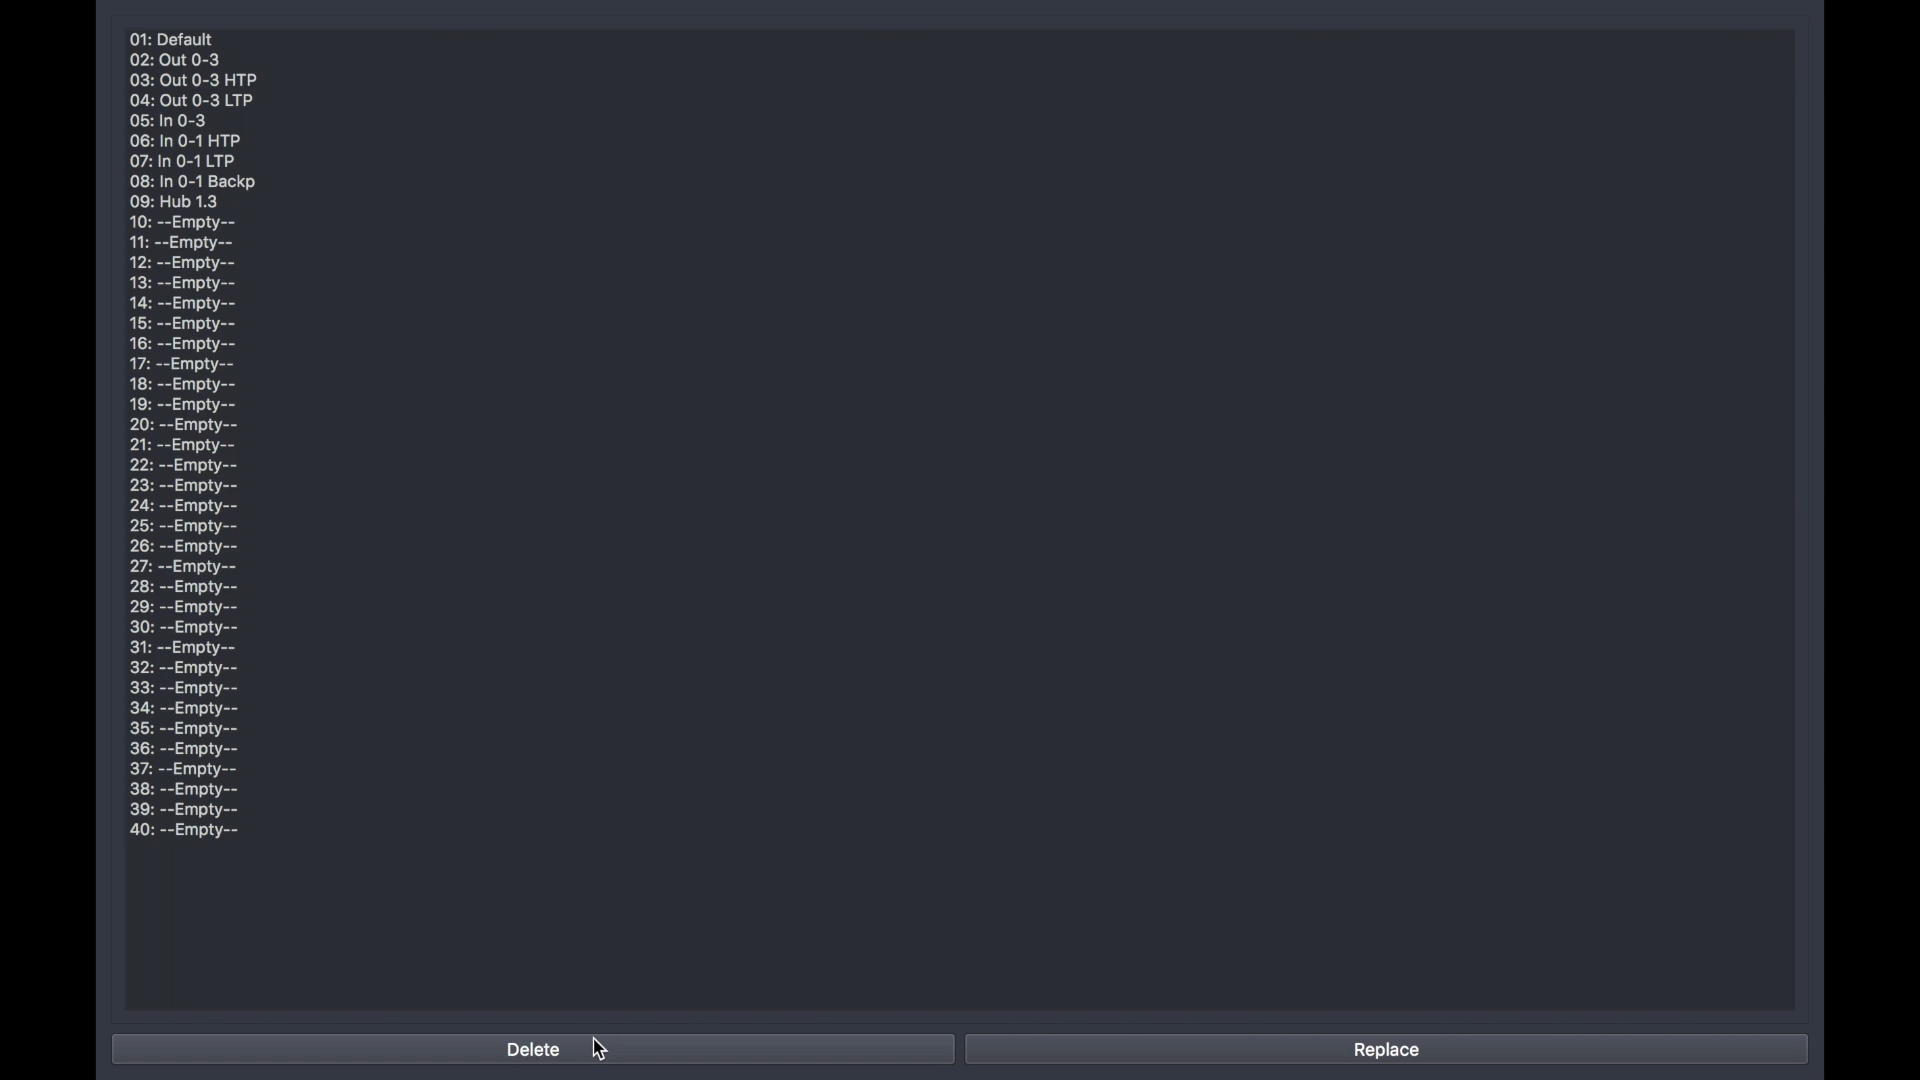 01: Default
02: Out 0-3
03: Out 0-3 HTP
04: Out 0-3 LTP
05: In 0-3
06: In 0-1 HTP
07: In 0-1 LTP
08: In 0-1 Backp
09: Hub 1.3
10: --Empty--
11: --Empty--
12: --Empty--
13: --Empty--
14: --Empty--
15: --Empty--
16: --Empty--
17: --Empty--
18: --Empty--
19: --Empty--
20: --Empty--
21: --Empty--
22: --Empty--
23: --Empty--
24: --Empty--
25: --Empty--
26: --Empty--
27: --Empty--
28: --Empty--
29: --Empty--
30: --Empty--
31: --Empty--
32: --Empty--
33: --Empty--
34: --Empty--
35: --Empty--
36: --Empty--
37: --Empty--
38: --Empty--
39: --Empty--
40: --Empty--
Delete
Replace